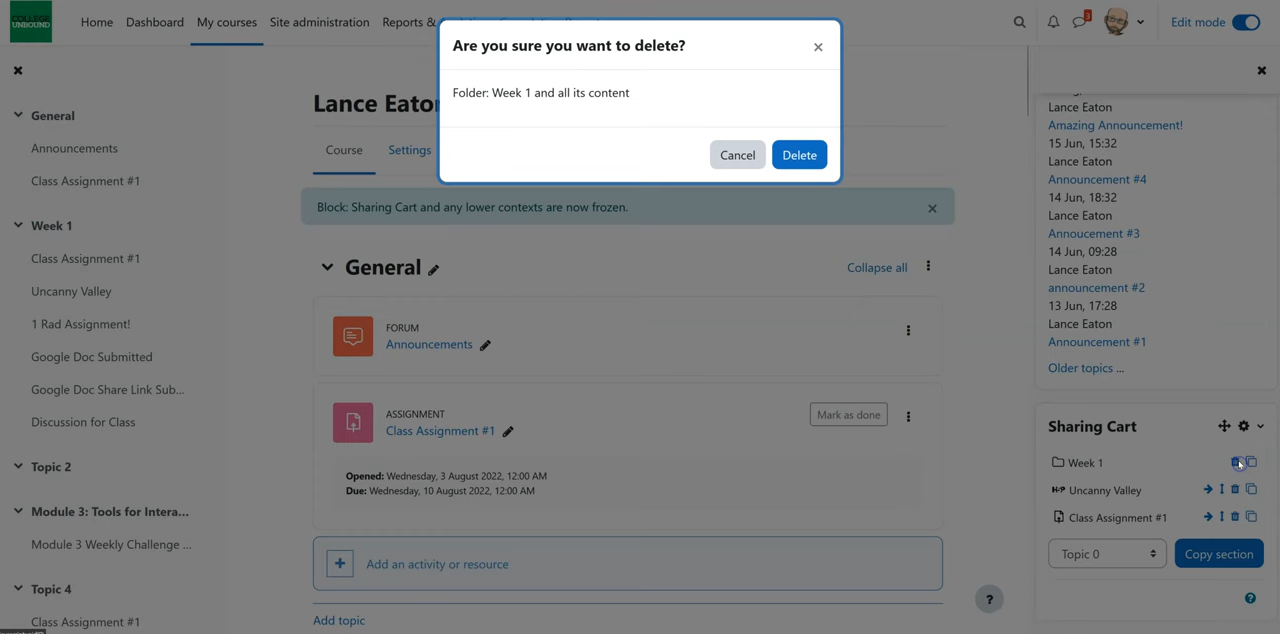 COLLEGE
UNBOUND
Home Dashboard My courses Site administration Reports &
3
Edit mode
Are you sure you want to delete?
Folder: Week 1 and all its content
Cancel Delete
General
Announcements
Class Assignment #1
Week 1
Class Assignment #1
Uncanny Valley
1 Rad Assignment!
Google Doc Submitted
Google Doc Share Link Sub...
Discussion for Class
Topic 2
Module 3: Tools for Intera...
Module 3 Weekly Challenge ...
Topic 4
Class Assignment #1
Lance Eaton
Course Settings
Block: Sharing Cart and any lower contexts are now frozen.
General
Collapse all
FORUM
Announcements
ASSIGNMENT
Class Assignment #1
Mark as done
Opened: Wednesday, 3 August 2022, 12:00 AM
Due: Wednesday, 10 August 2022, 12:00 AM
Add an activity or resource
Add topic
?
Lance Eaton
Amazing Announcement!
15 Jun, 15:32
Lance Eaton
Announcement #4
14 Jun, 18:32
Lance Eaton
Annoucement #3
14 Jun, 09:28
Lance Eaton
announcement #2
13 Jun, 17:28
Lance Eaton
Announcement #1
Older topics ...
Sharing Cart
Week 1
H-P Uncanny Valley
Class Assignment #1
Topic 0 Copy section
?